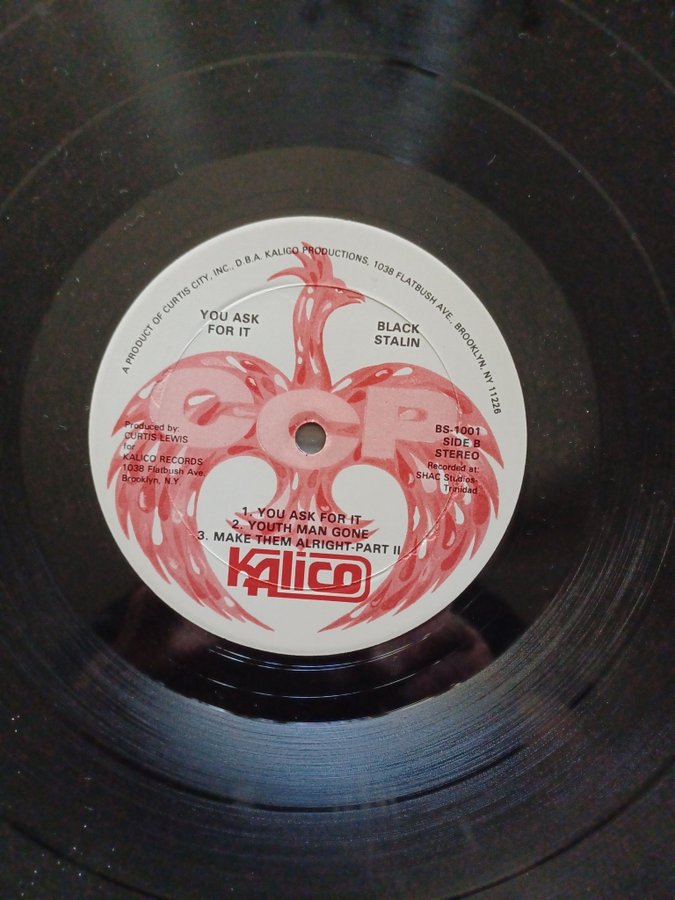 A PRODUCT OF CURTIS CITY, INC., D.B.A. KALICO PRODUCTIONS, 1038 FLATBUSH AVE., BROOKLYN, NY 11226
YOU ASK
FOR IT
BLACK
STALIN
CCP
Produced by:
CURTIS LEWIS
for
KALICO RECORDS
1038 Flatbush Ave.
Brooklyn, N.Y
BS-1001
SIDE B
STEREO
Recorded at:
SHAC Studios-
Trinidad
1. YOU ASK FOR IT
2. YOUTH MAN GONE
3. MAKE THEM ALRIGHT-PART II
KALICO